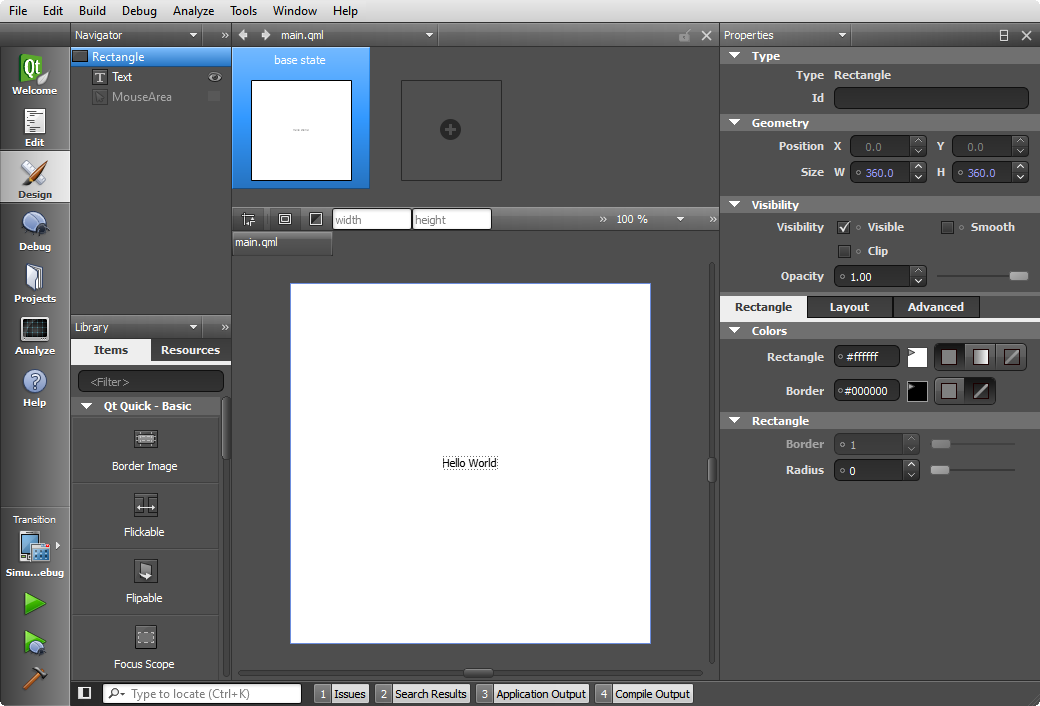 File Edit Build Debug Analyze Tools Window Help
Navigator
Rectangle
Text
MouseArea
Welcome
Edit
Design
Debug
Projects
Analyze
Help
Transition
Simu...ebug
main.qml
base state
width height 100 %
main.qml
Hello World
Library
Items Resources
<Filter>
Qt Quick - Basic
Border Image
Flickable
Flipable
Focus Scope
Properties
Type
Type Rectangle
Id
Geometry
Position X 0.0 Y 0.0
Size W 360.0 H 360.0
Visibility
Visibility Visible Smooth
Clip
Opacity 1.00
Rectangle Layout Advanced
Colors
Rectangle #ffffff
Border #000000
Rectangle
Border 1
Radius 0
Type to locate (Ctrl+K) 1 Issues 2 Search Results 3 Application Output 4 Compile Output